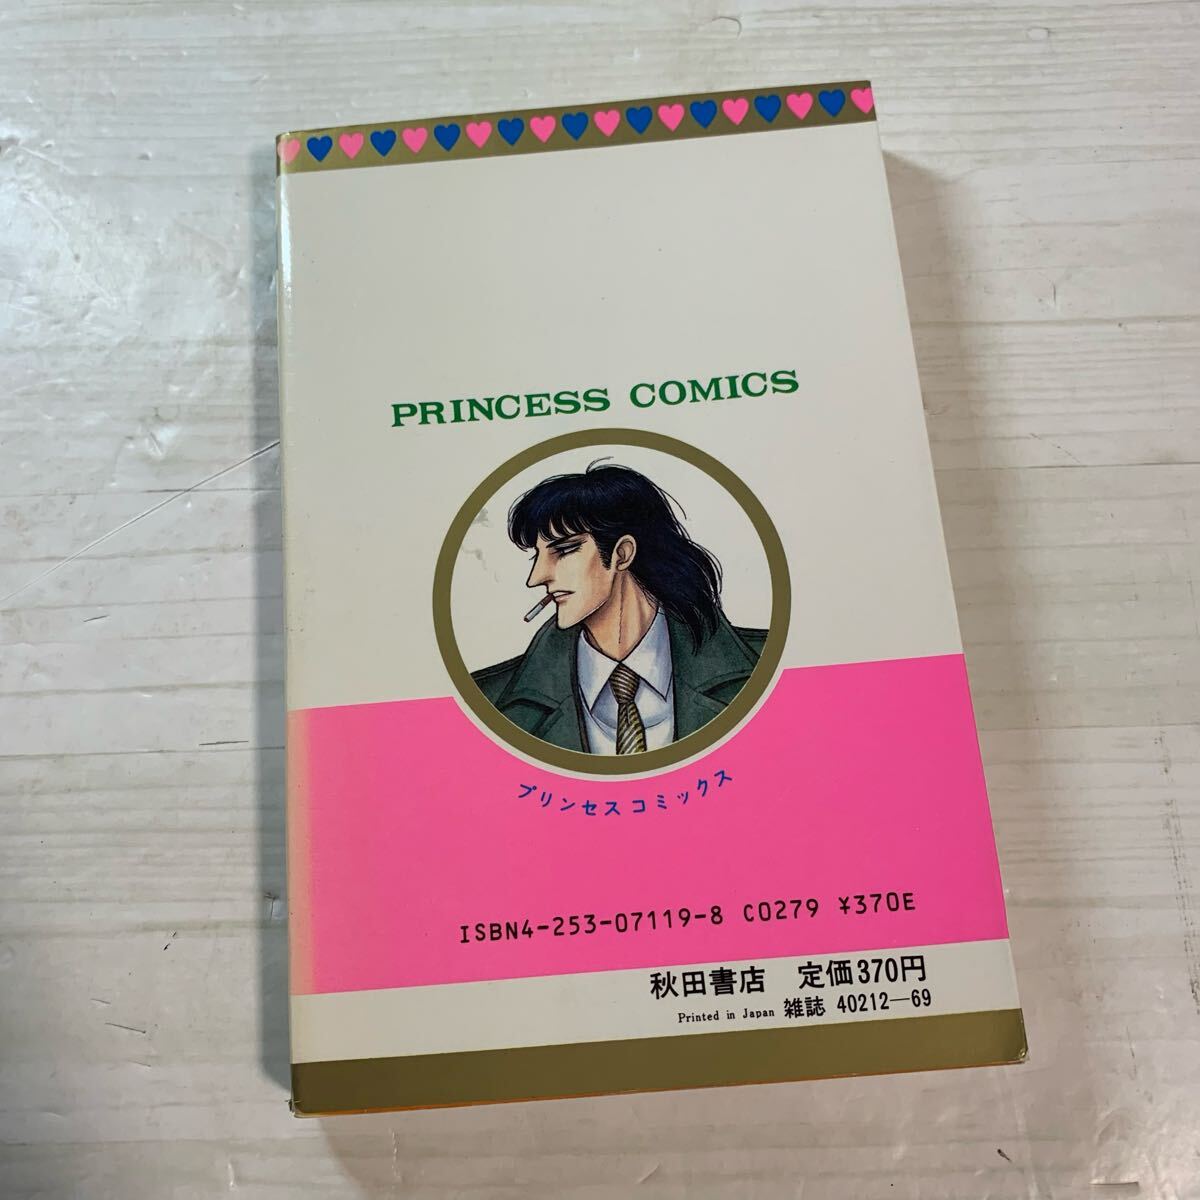 PRINCESS COMICS
プリンセスコミックス
ISBN4-253-07119-8 C0279 ¥370E
秋田書店 定価370円
Printed in Japan 雑誌 40212-69